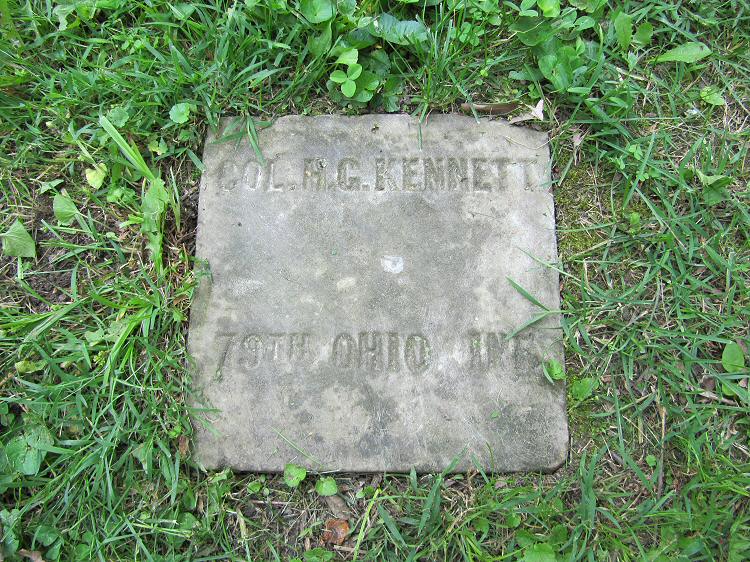 COL. H. G. KENNETT
79TH OHIO INF.